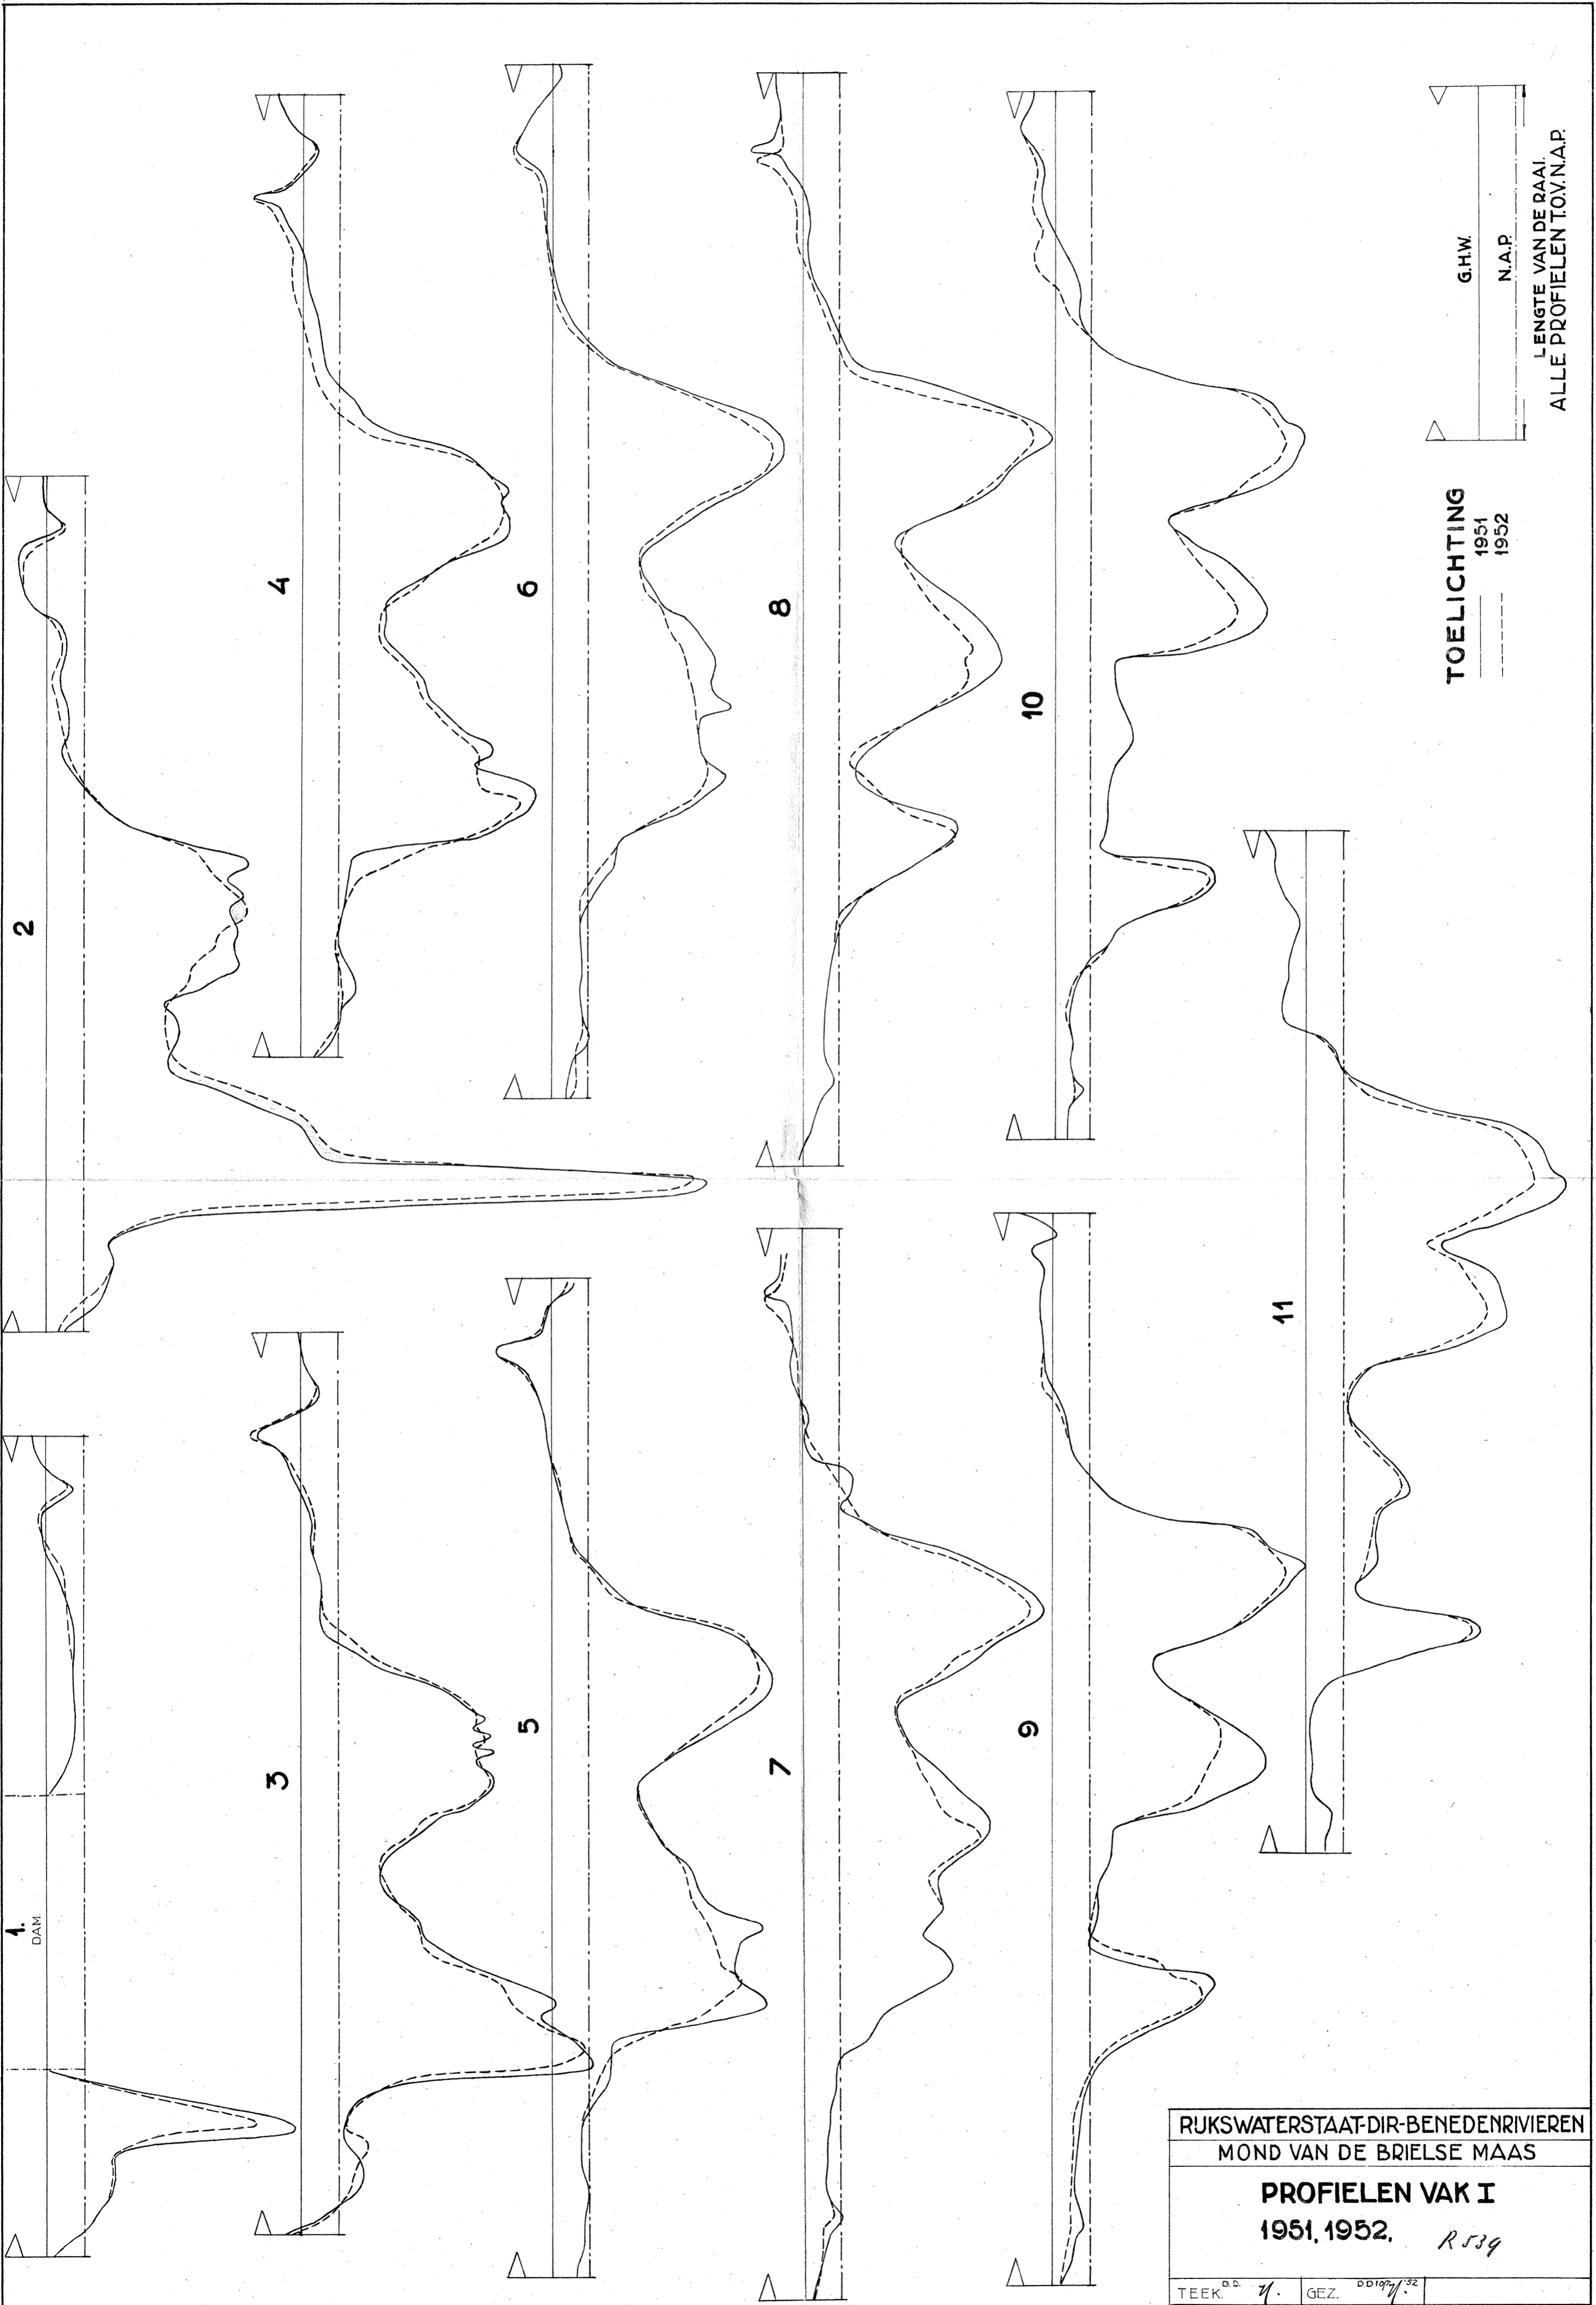 2
4
6
8
10
1.
DAM.
3
5
7
9
11
G.H.W.
N.A.P.
LENGTE VAN DE RAAI.
ALLE PROFIELEN T.O.V. N.A.P.
TOELICHTING
1951
1952
RIJKSWATERSTAAT-DIR-BENEDENRIVIEREN
MOND VAN DE BRIELSE MAAS
PROFIELEN VAK I
1951, 1952.
R 539
TEEK. D.D.
GEZ. D.D.